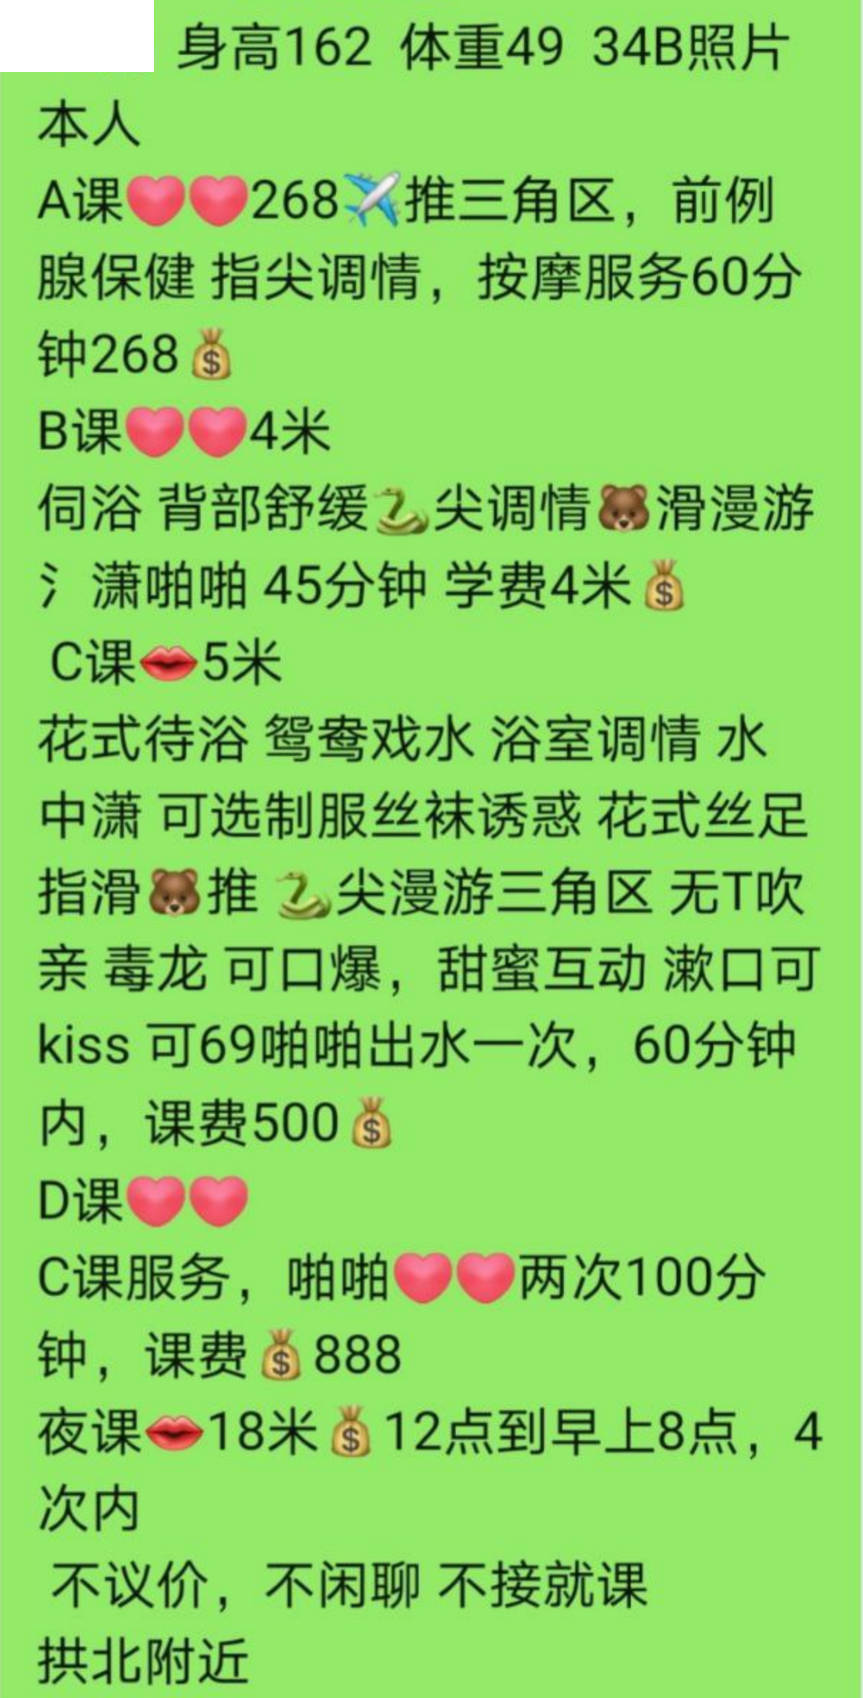 身高162 体重49 34B照片
本人
A课❤❤268✈推三角区，前例
腺保健 指尖调情，按摩服务60分
钟268💰
B课❤❤4米
伺浴 背部舒缓🐍尖调情🐻滑漫游
氵潇啪啪 45分钟 学费4米💰
C课👄5米
花式待浴 鸳鸯戏水 浴室调情 水
中潇 可选制服丝袜诱惑 花式丝足
指滑🐻推 🐍尖漫游三角区 无T吹
亲 毒龙 可口爆，甜蜜互动 漱口可
kiss 可69啪啪出水一次，60分钟
内，课费500💰
D课❤❤
C课服务，啪啪❤❤两次100分
钟，课费💰888
夜课👄18米💰12点到早上8点，4
次内
不议价，不闲聊 不接就课
拱北附近